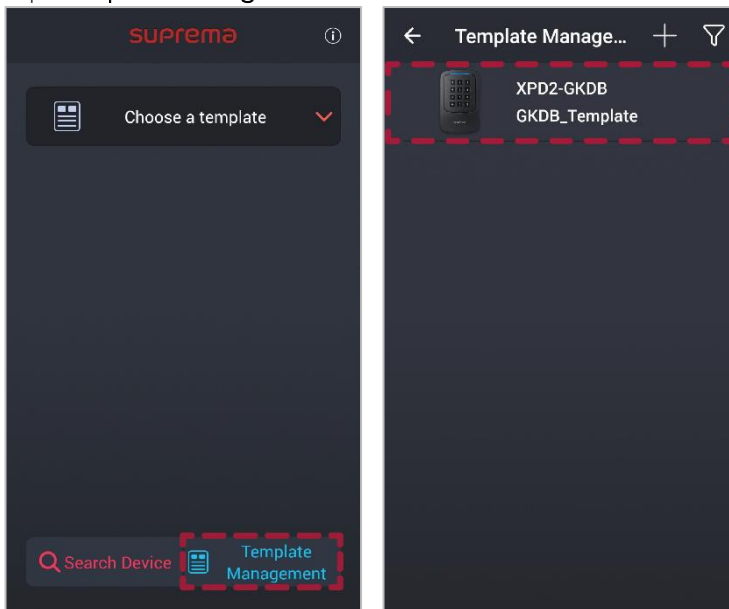 suprema
Choose a template
Search Device
Template
Management
Template Manage...
XPD2-GKDB
GKDB_Template